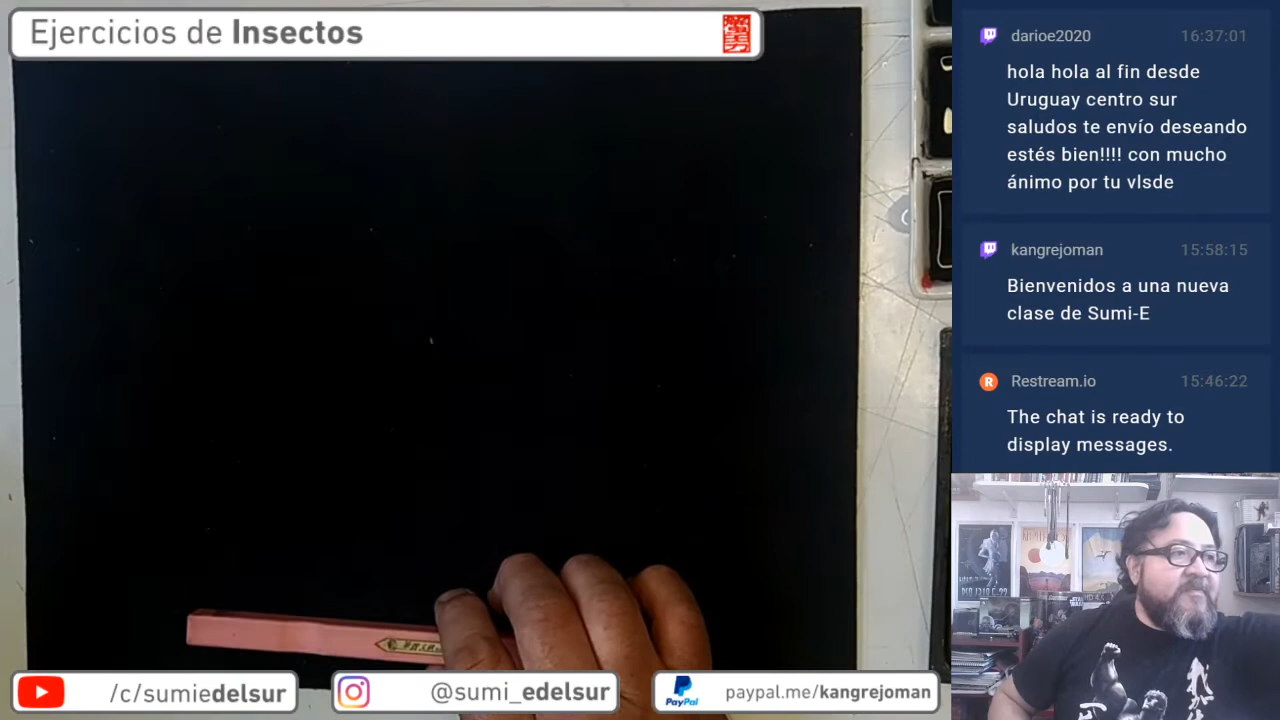 Ejercicios de Insectos
darioe2020 16:37:01
hola hola al fin desde
Uruguay centro sur
saludos te envío deseando
estés bien!!!! con mucho
ánimo por tu vlsde
kangrejoman 15:58:15
Bienvenidos a una nueva
clase de Sumi-E
Restream.io 15:46:22
The chat is ready to
display messages.
/c/sumiedelsur
@sumi_edelsur
PayPal
paypal.me/kangrejoman